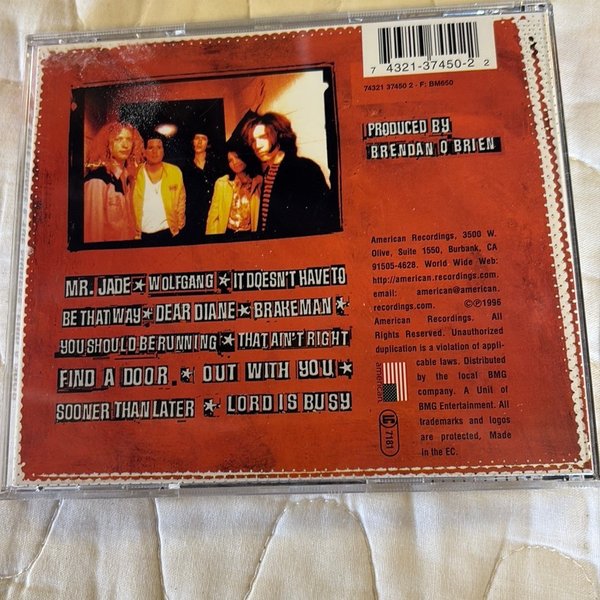 7 4321-37450-2 2
74321 37450 2 - F: BM650
PRODUCED BY
BRENDAN O'BRIEN
MR. JADE ★ WOLFGANG ★ IT DOESN'T HAVE TO
BE THAT WAY ★ DEAR DIANE ★ BRAKEMAN ★
YOU SHOULD BE RUNNING ★ THAT AIN'T RIGHT
FIND A DOOR. ★ OUT WITH YOU ★
SOONER THAN LATER ★ LORD IS BUSY
American Recordings, 3500 W.
Olive, Suite 1550, Burbank, CA
91505-4628. World Wide Web:
http://american.recordings.com
email: american@american.
recordings.com. ©℗ 1996
American Recordings. All
Rights Reserved. Unauthorized
duplication is a violation of appli-
cable laws. Distributed
by the local BMG
company. A Unit of
BMG Entertainment. All
trademarks and logos
are protected, Made
in the EC.
LC
7181